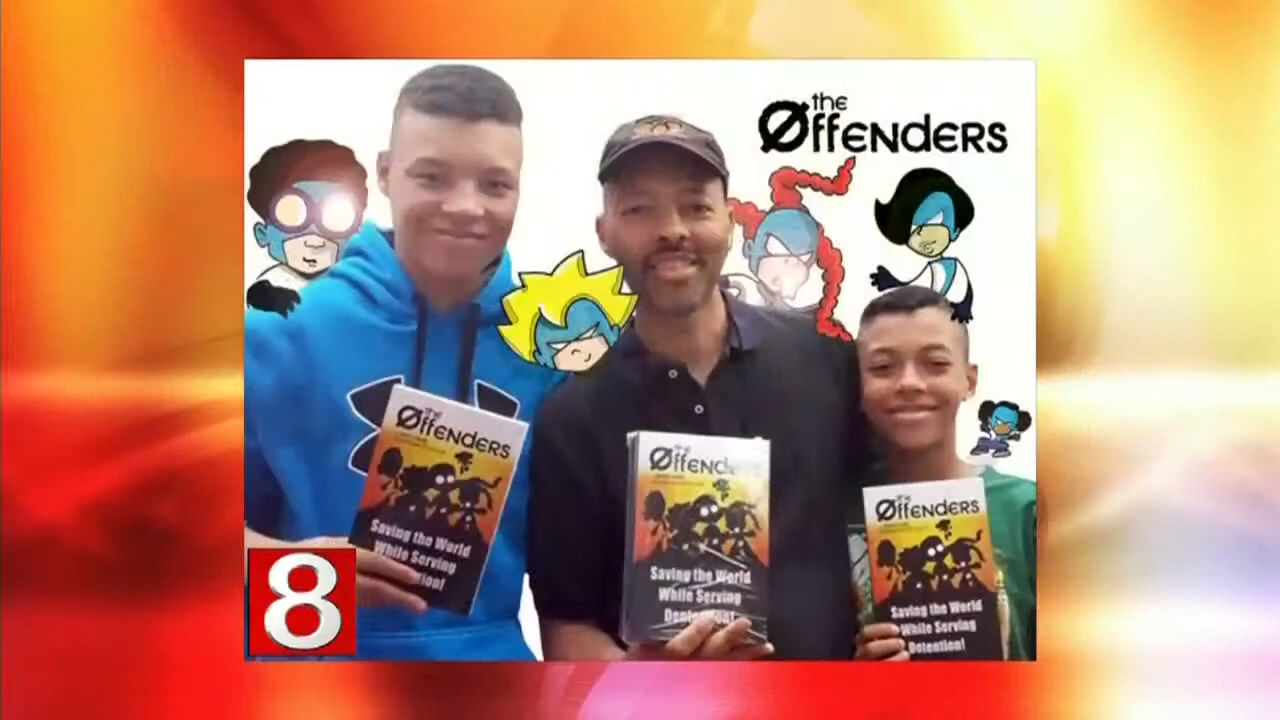 the
Offenders
the
Offenders
Saving the World
While Serving
the
Offenders
Saving the World
While Serving
Detention!
the
Offenders
Saving the World
While Serving
Detention!
8